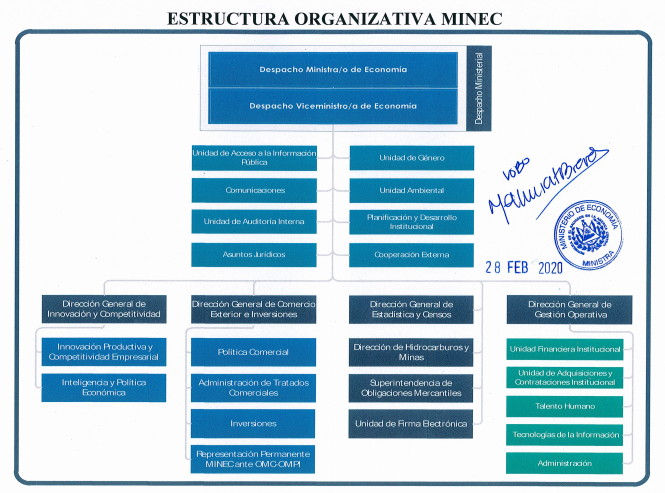 ESTRUCTURA ORGANIZATIVA MINEC
Despacho Ministra/o de Economía
Despacho Viceministro/a de Economía
Despacho Ministerial
Unidad de Acceso a la Información
Pública
Unidad de Género
Comunicaciones
Unidad Ambiental
Unidad de Auditoría Interna
Planificación y Desarrollo
Institucional
Asuntos Jurídicos
Cooperación Externa
VOBO
MINISTERIO DE ECONOMIA
MINISTRA
28 FEB 2020
Dirección General de
Innovación y Competitividad
Dirección General de Comercio
Exterior e Inversiones
Dirección General de
Estadística y Censos
Dirección General de
Gestión Operativa
Innovación Productiva y
Competitividad Empresarial
Inteligencia y Política
Económica
Política Comercial
Administración de Tratados
Comerciales
Inversiones
Representación Permanente
MINEC ante OMC-OMPI
Dirección de Hidrocarburos y
Minas
Superintendencia de
Obligaciones Mercantiles
Unidad de Firma Electrónica
Unidad Financiera Institucional
Unidad de Adquisiciones y
Contrataciones Institucional
Talento Humano
Tecnologías de la Información
Administración